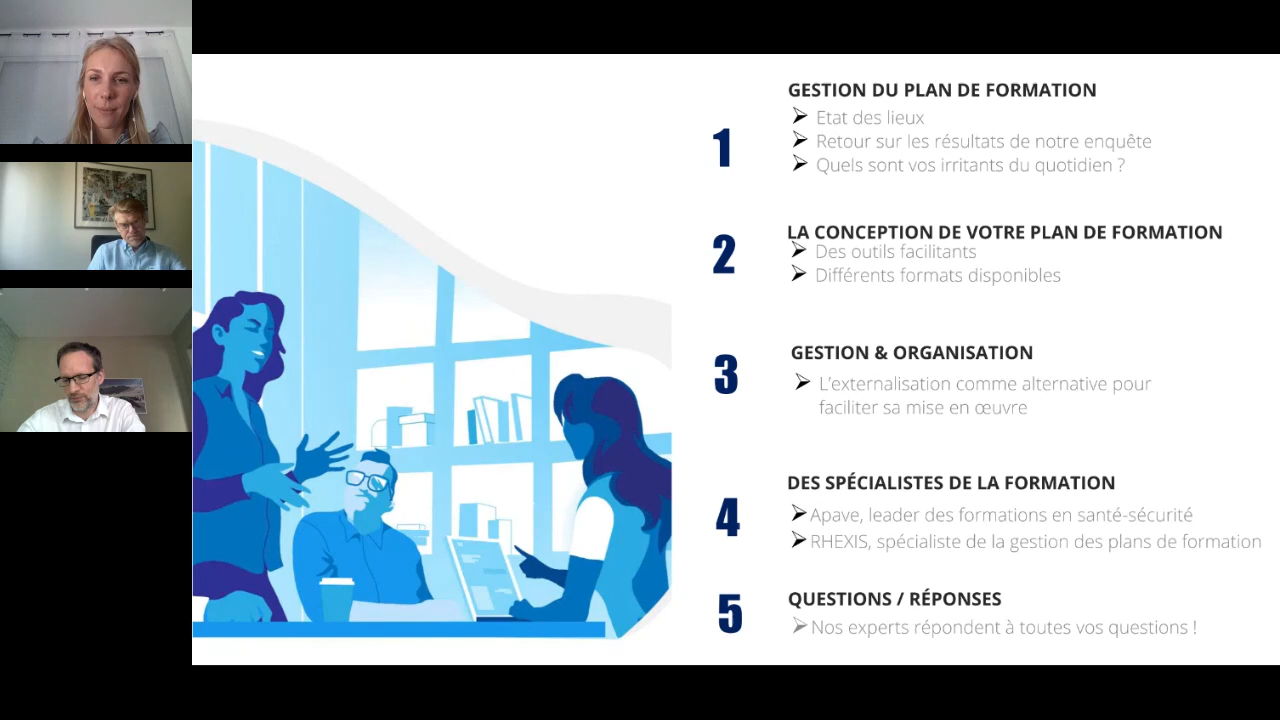 GESTION DU PLAN DE FORMATION
1
Etat des lieux
Retour sur les résultats de notre enquête
Quels sont vos irritants du quotidien ?
LA CONCEPTION DE VOTRE PLAN DE FORMATION
2
Des outils facilitants
Différents formats disponibles
GESTION & ORGANISATION
3
L'externalisation comme alternative pour
faciliter sa mise en œuvre
DES SPÉCIALISTES DE LA FORMATION
4
Apave, leader des formations en santé-sécurité
RHEXIS, spécialiste de la gestion des plans de formation
QUESTIONS / RÉPONSES
5
Nos experts répondent à toutes vos questions !